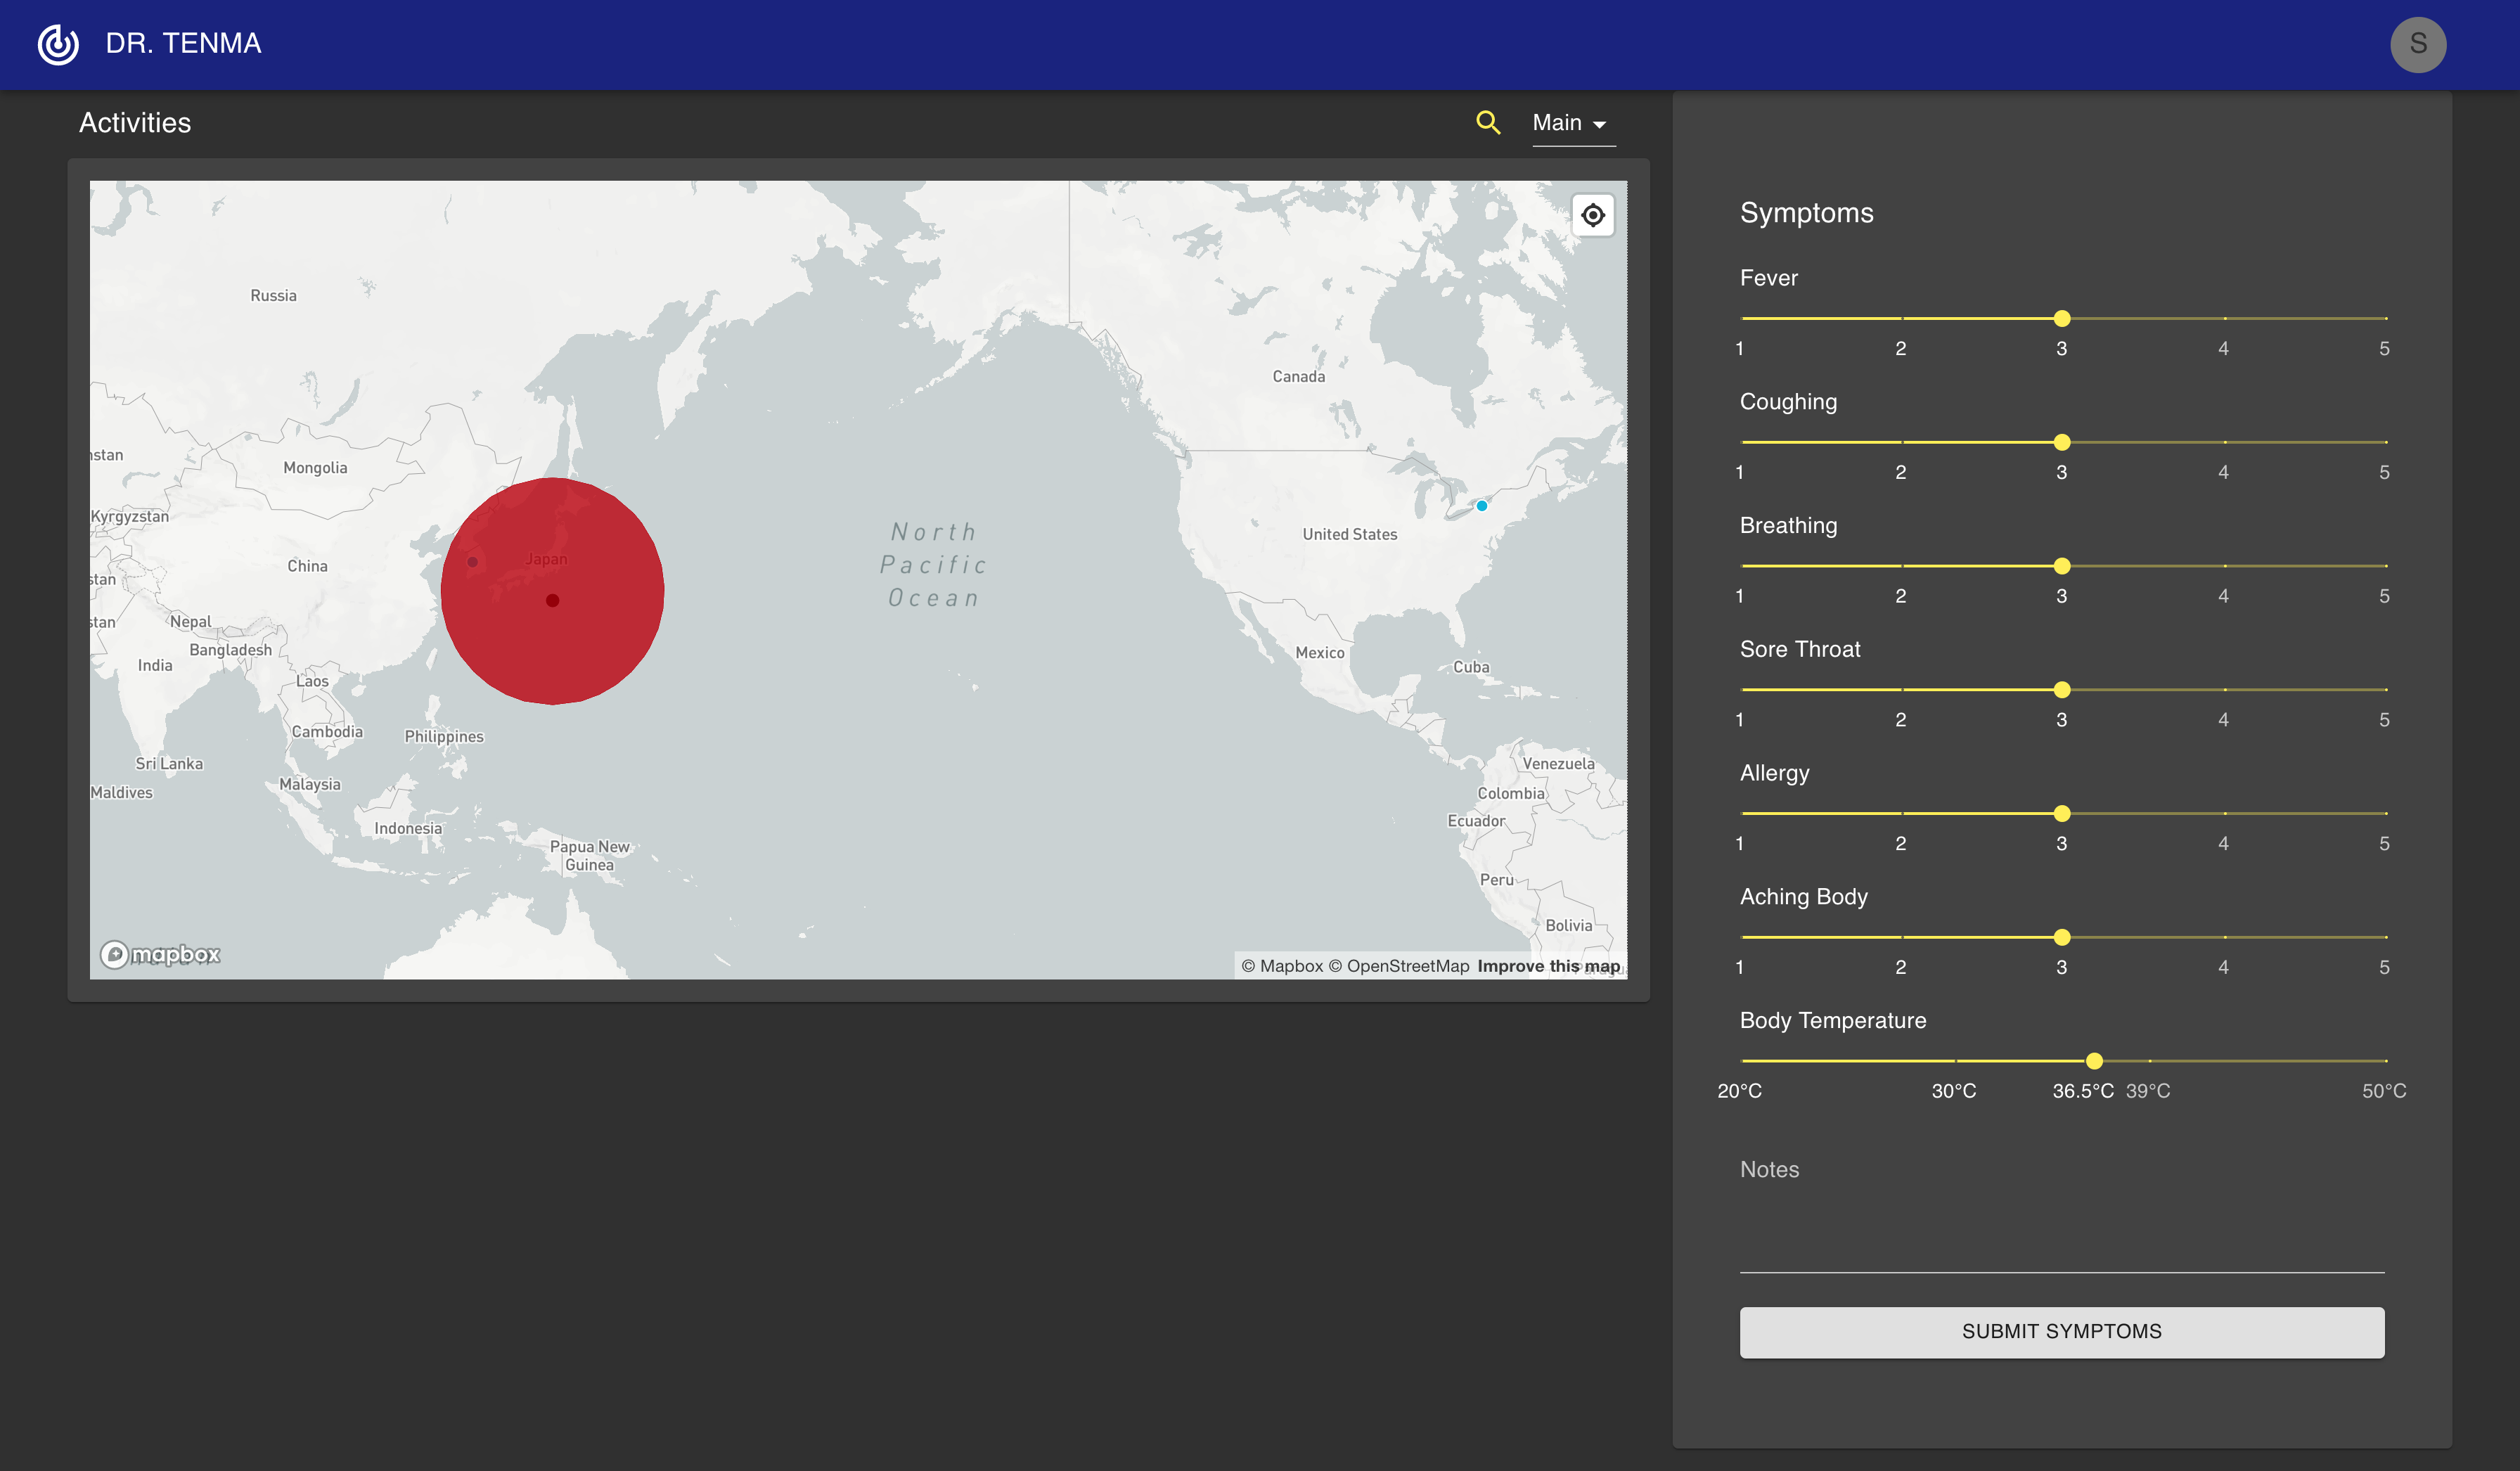 DR. TENMA
S
Activities
Main
Russia
Canada
nstan
Mongolia
Kyrgyzstan
North
Pacific
Ocean
United States
Japan
China
stan
stan
Nepal
Bangladesh
India
Mexico
Cuba
Laos
Cambodia
Philippines
Sri Lanka
Malaysia
Maldives
Venezuela
Colombia
Ecuador
Indonesia
Papua New
Guinea
Peru
Bolivia
mapbox
© Mapbox © OpenStreetMap Improve this map
Symptoms
Fever
1 2 3 4 5
Coughing
1 2 3 4 5
Breathing
1 2 3 4 5
Sore Throat
1 2 3 4 5
Allergy
1 2 3 4 5
Aching Body
1 2 3 4 5
Body Temperature
20°C 30°C 36.5°C 39°C 50°C
Notes
SUBMIT SYMPTOMS